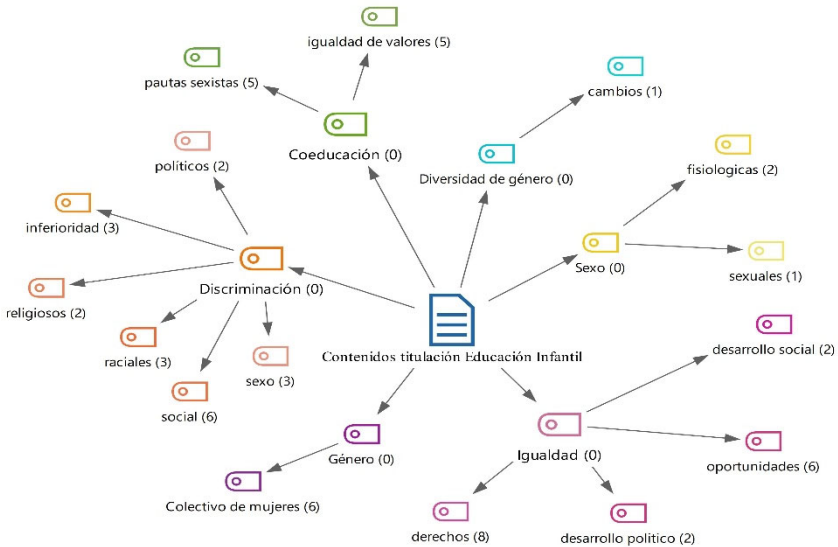 igualdad de valores (5)
pautas sexistas (5)
cambios (1)
Coeducación (0)
políticos (2)
Diversidad de género (0)
fisiologicas (2)
inferioridad (3)
Sexo (0)
sexuales (1)
Discriminación (0)
religiosos (2)
raciales (3)
sexo (3)
Contenidos titulación Educación Infantil
desarrollo social (2)
social (6)
Género (0)
Igualdad (0)
oportunidades (6)
Colectivo de mujeres (6)
derechos (8)
desarrollo político (2)